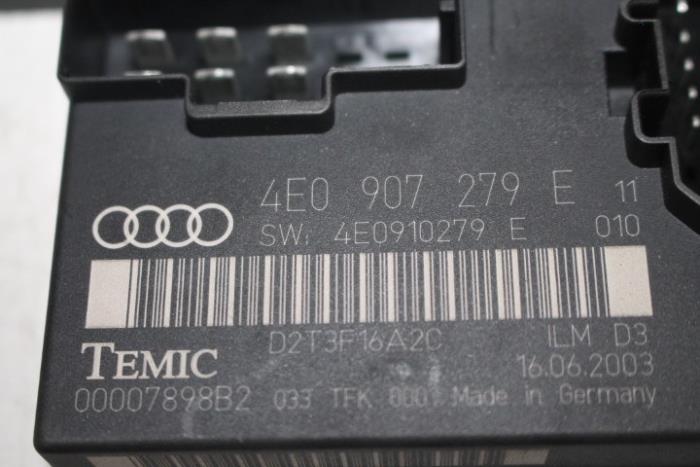 4E0 907 279 E 11
SW: 4E0910279 E 010
D2T3F16A2C ILM D3
TEMIC 16.06.2003
00007898B2 033 TFK 000 Made in Germany